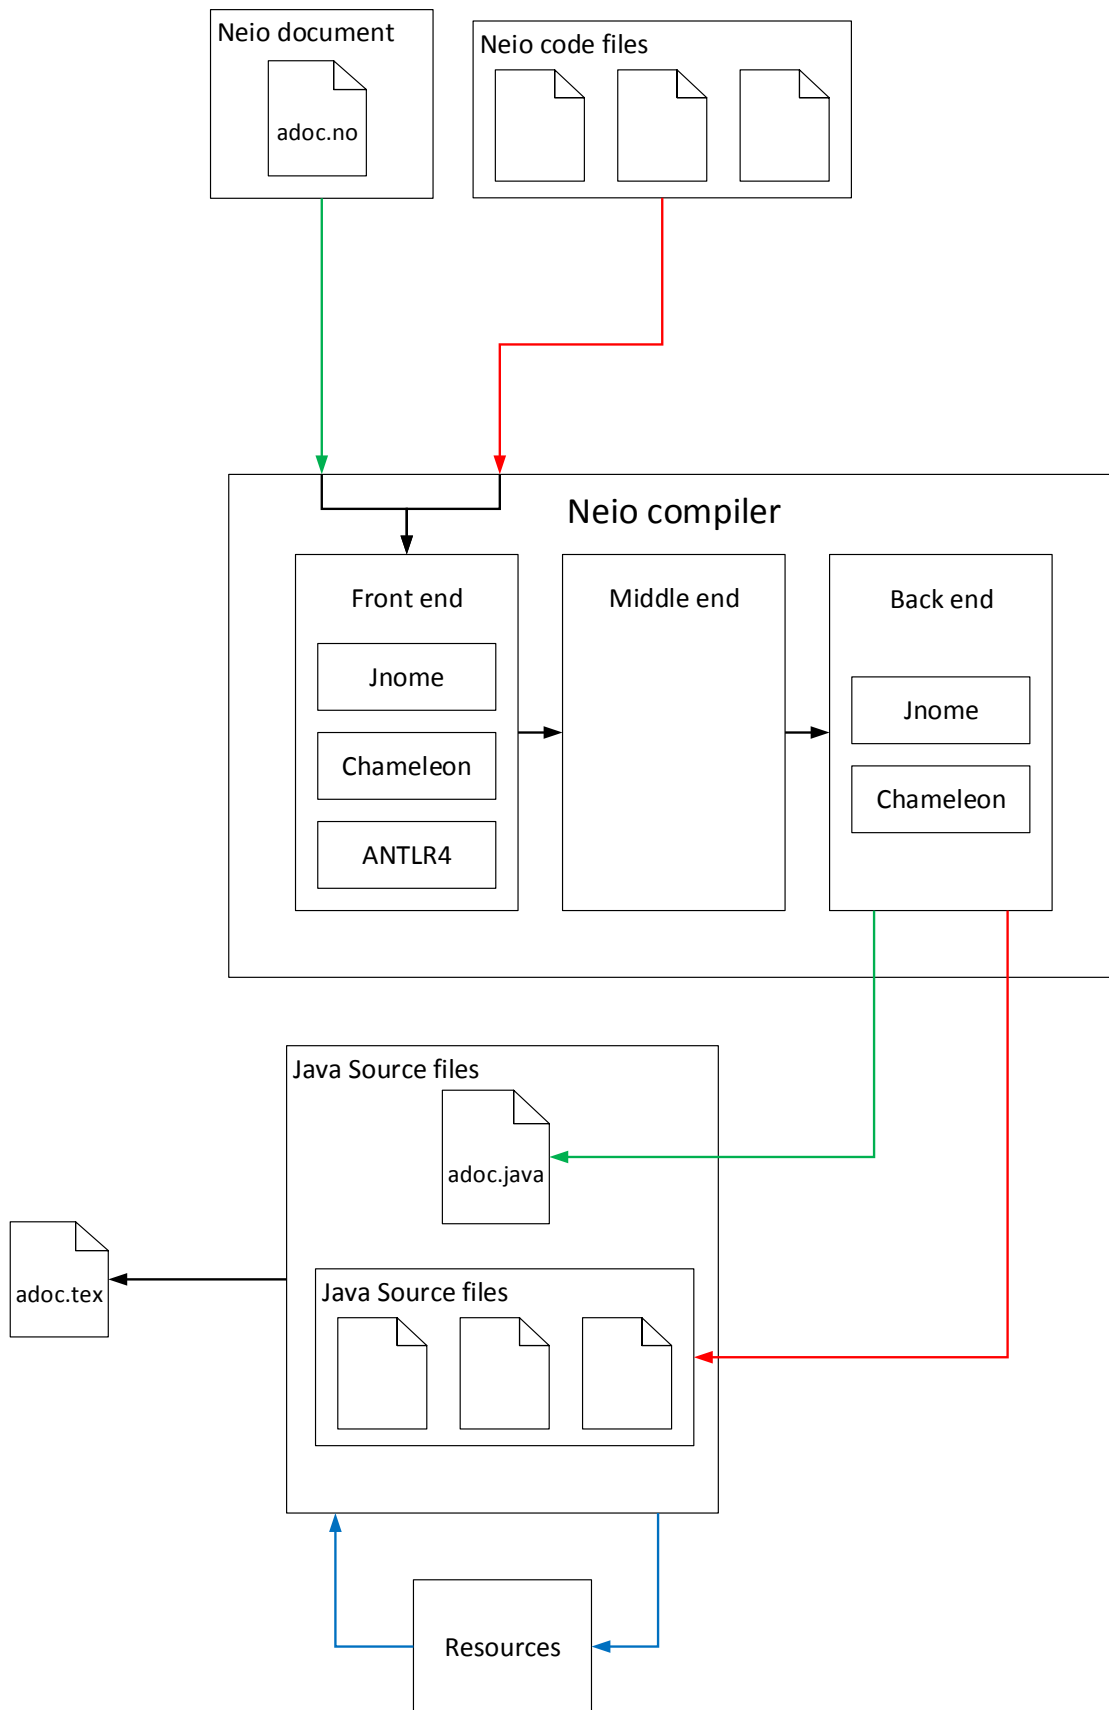 Neio document
adoc.no
Neio code files
Neio compiler
Front end
Jnome
Chameleon
ANTLR4
Middle end
Back end
Jnome
Chameleon
Java Source files
adoc.java
adoc.tex
Java Source files
Resources